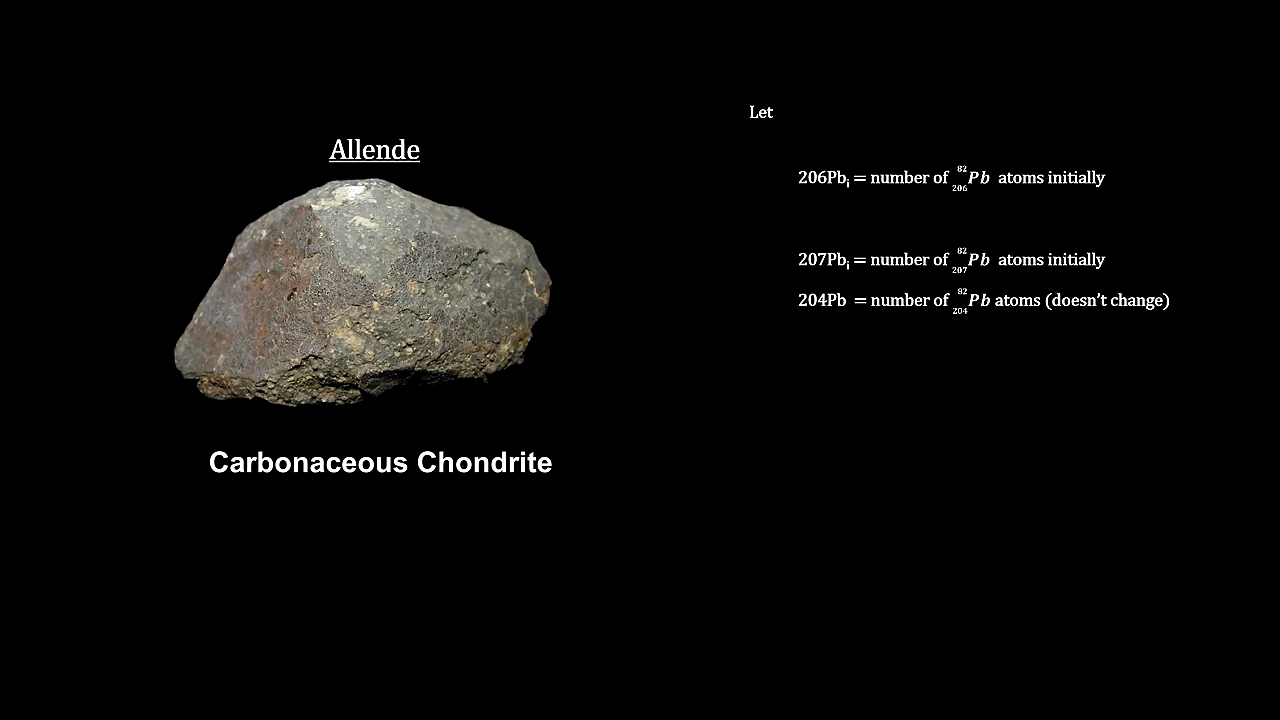 Allende
Carbonaceous Chondrite
Let
206Pbᵢ = number of ⁸²₂₀₆Pb atoms initially
207Pbᵢ = number of ⁸²₂₀₇Pb atoms initially
204Pb = number of ⁸²₂₀₄Pb atoms (doesn't change)